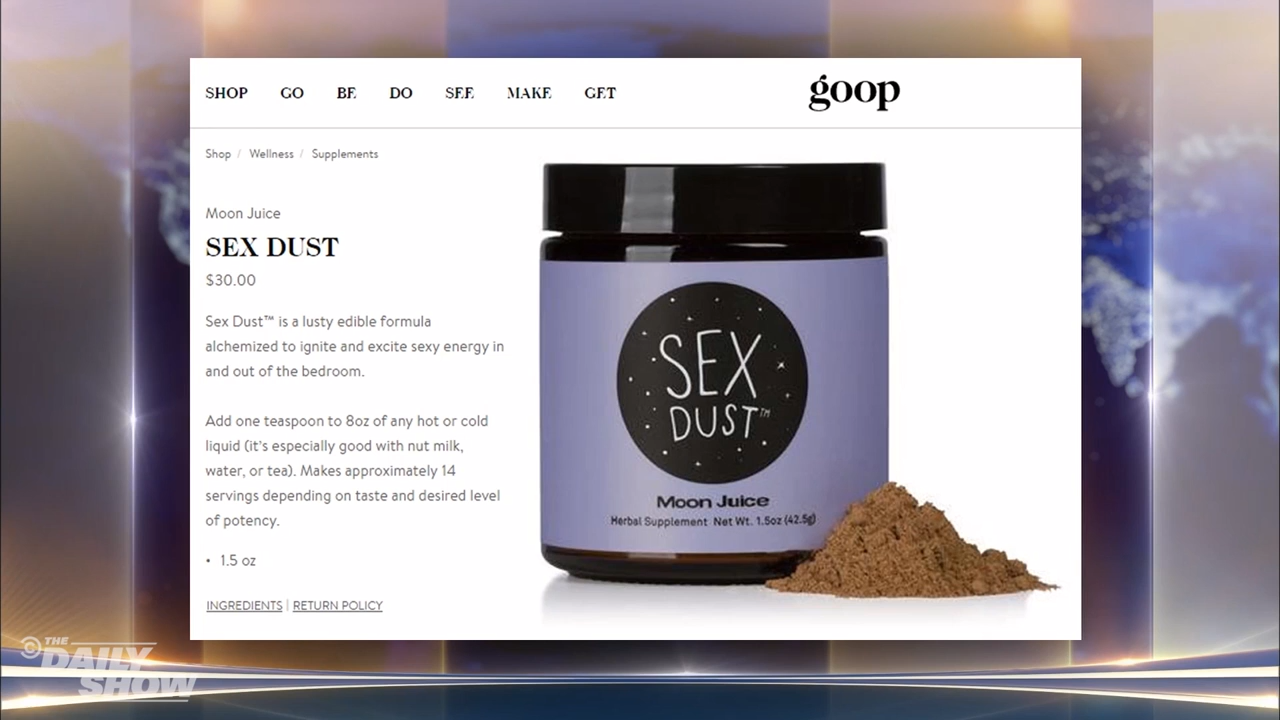 SHOP GO BE DO SEE MAKE GET
goop
Shop / Wellness / Supplements
Moon Juice
SEX DUST
$30.00
Sex Dust™ is a lusty edible formula
alchemized to ignite and excite sexy energy in
and out of the bedroom.
Add one teaspoon to 8oz of any hot or cold
liquid (it's especially good with nut milk,
water, or tea). Makes approximately 14
servings depending on taste and desired level
of potency.
• 1.5 oz
INGREDIENTS | RETURN POLICY
SEX
DUST™
Moon Juice
Herbal Supplement Net Wt. 1.5oz (42.5g)
THE
DAILY
SHOW